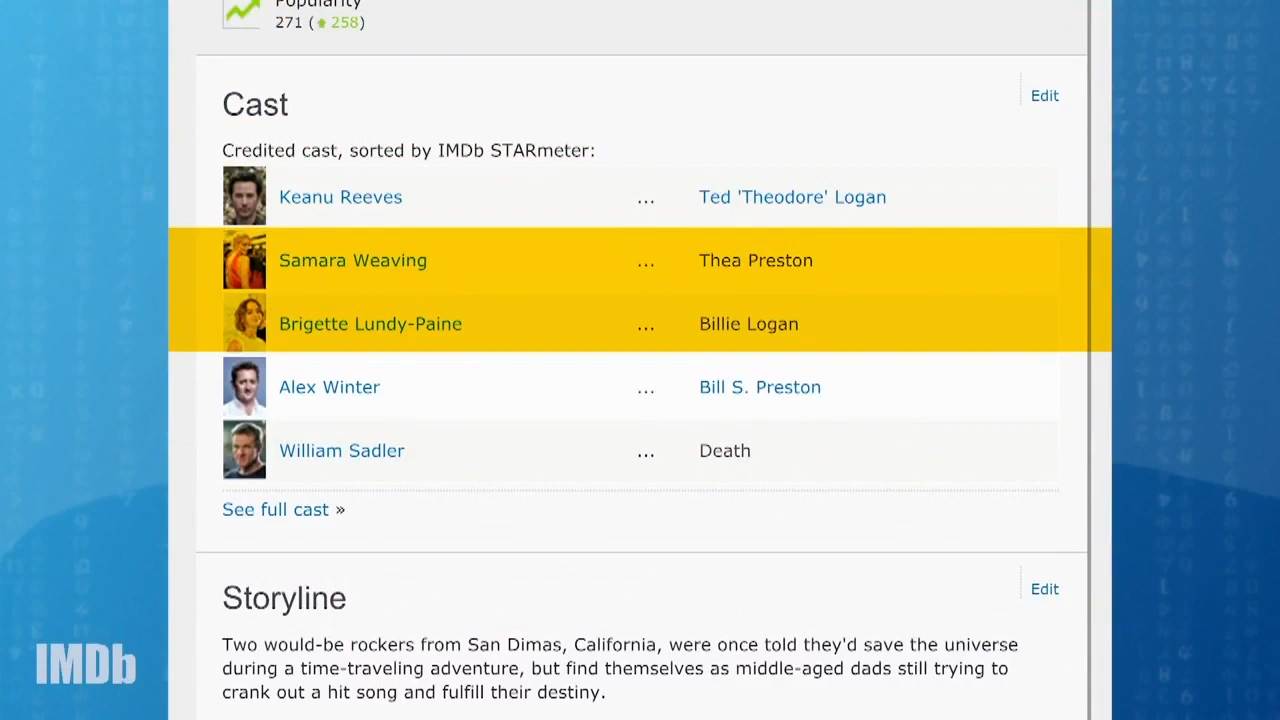 Popularity
271 (258)
Cast
Edit
Credited cast, sorted by IMDb STARmeter:
Keanu Reeves ... Ted 'Theodore' Logan
Samara Weaving ... Thea Preston
Brigette Lundy-Paine ... Billie Logan
Alex Winter ... Bill S. Preston
William Sadler ... Death
See full cast »
Storyline
Edit
Two would-be rockers from San Dimas, California, were once told they'd save the universe
during a time-traveling adventure, but find themselves as middle-aged dads still trying to
crank out a hit song and fulfill their destiny.
IMDb